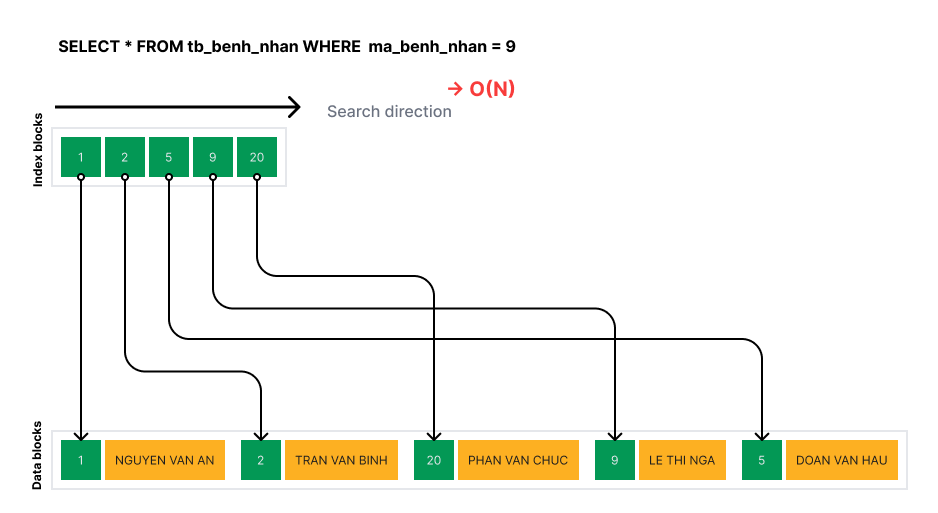 SELECT * FROM tb_benh_nhan WHERE ma_benh_nhan = 9
→ O(N)
Search direction
Index blocks
1 2 5 9 20
Data blocks
1 NGUYEN VAN AN 2 TRAN VAN BINH 20 PHAN VAN CHUC 9 LE THI NGA 5 DOAN VAN HAU